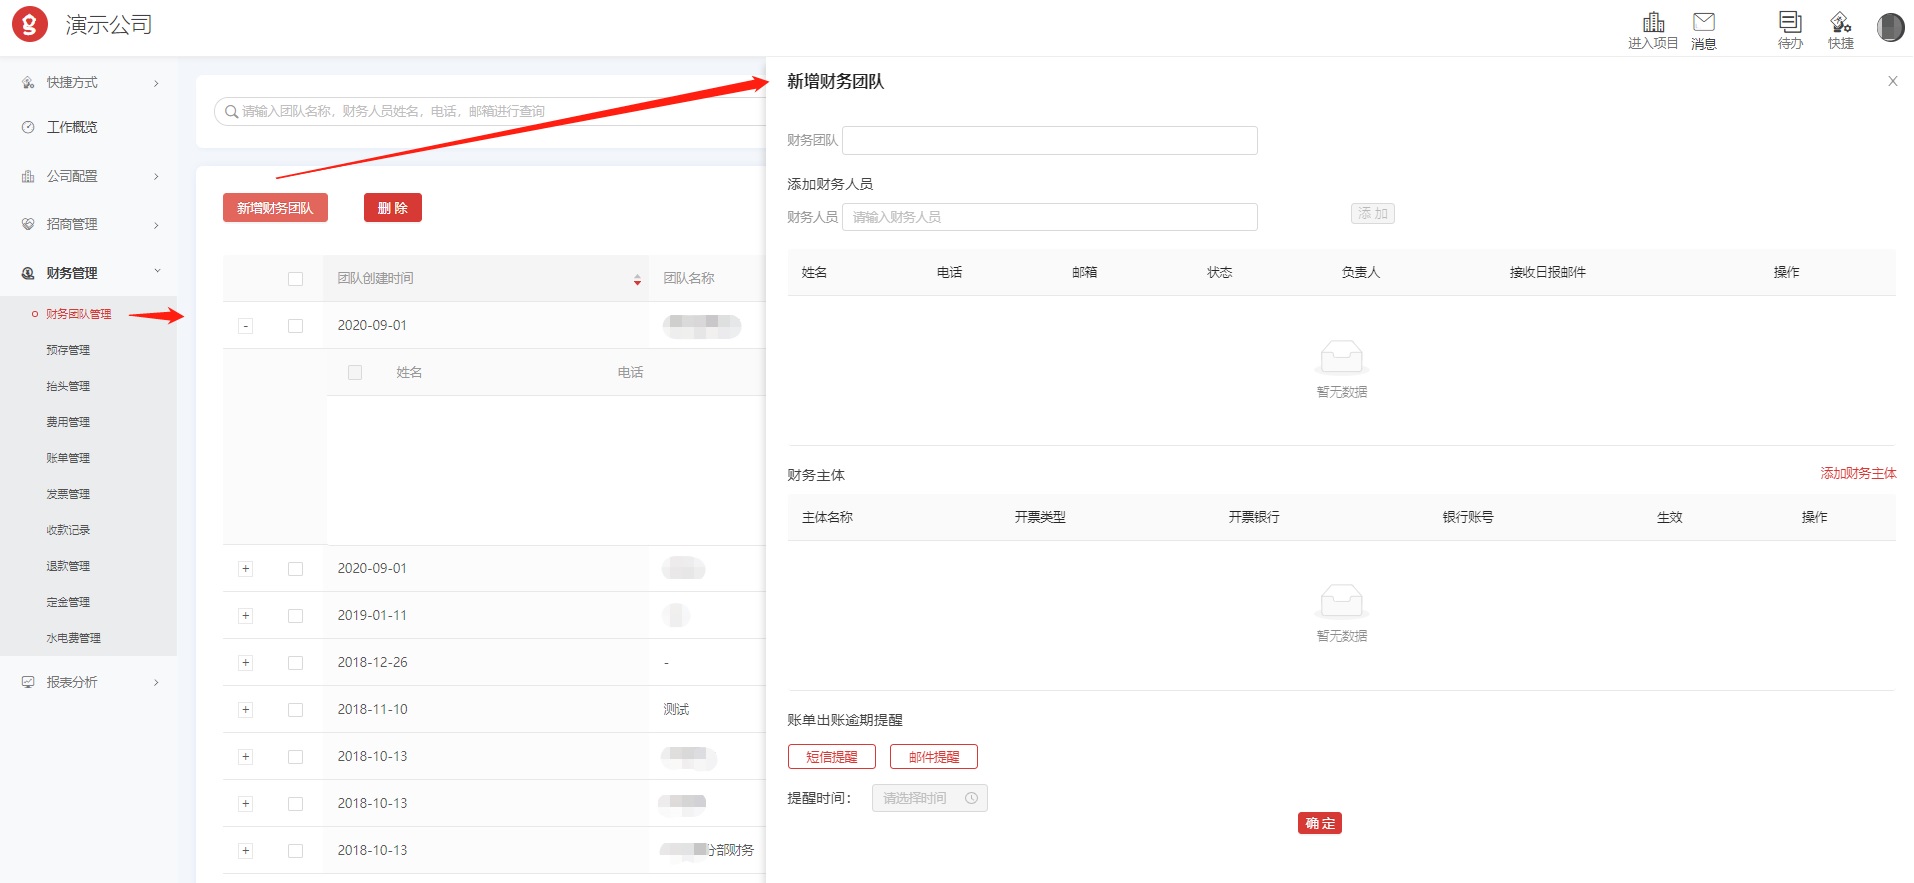 演示公司
进入项目
消息
待办
快捷
快捷方式
工作概览
公司配置
招商管理
财务管理
财务团队管理
预存管理
抬头管理
费用管理
账单管理
发票管理
收款记录
退款管理
定金管理
水电费管理
报表分析
请输入团队名称，财务人员姓名，电话，邮箱进行查询
新增财务团队 删 除
团队创建时间 团队名称
- 2020-09-01
姓名 电话
+ 2020-09-01
+ 2019-01-11
+ 2018-12-26 -
+ 2018-11-10 测试
+ 2018-10-13
+ 2018-10-13
+ 2018-10-13 分部财务
新增财务团队
财务团队
添加财务人员
财务人员 请输入财务人员 添 加
姓名 电话 邮箱 状态 负责人 接收日报邮件 操作
暂无数据
财务主体 添加财务主体
主体名称 开票类型 开票银行 银行账号 生效 操作
暂无数据
账单出账逾期提醒
短信提醒 邮件提醒
提醒时间： 请选择时间
确 定